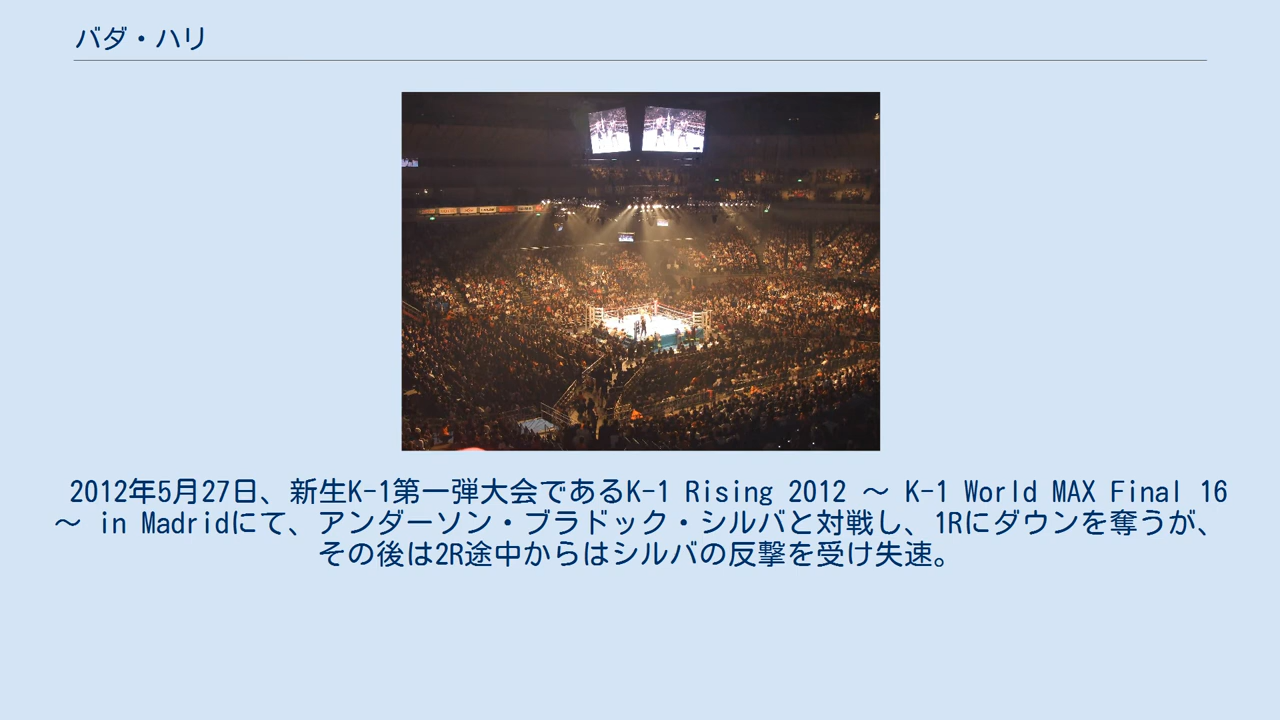 バダ・ハリ
2012年5月27日、新生K-1第一弾大会であるK-1 Rising 2012 ～ K-1 World MAX Final 16
～ in Madridにて、アンダーソン・ブラドック・シルバと対戦し、1Rにダウンを奪うが、
その後は2R途中からはシルバの反撃を受け失速。